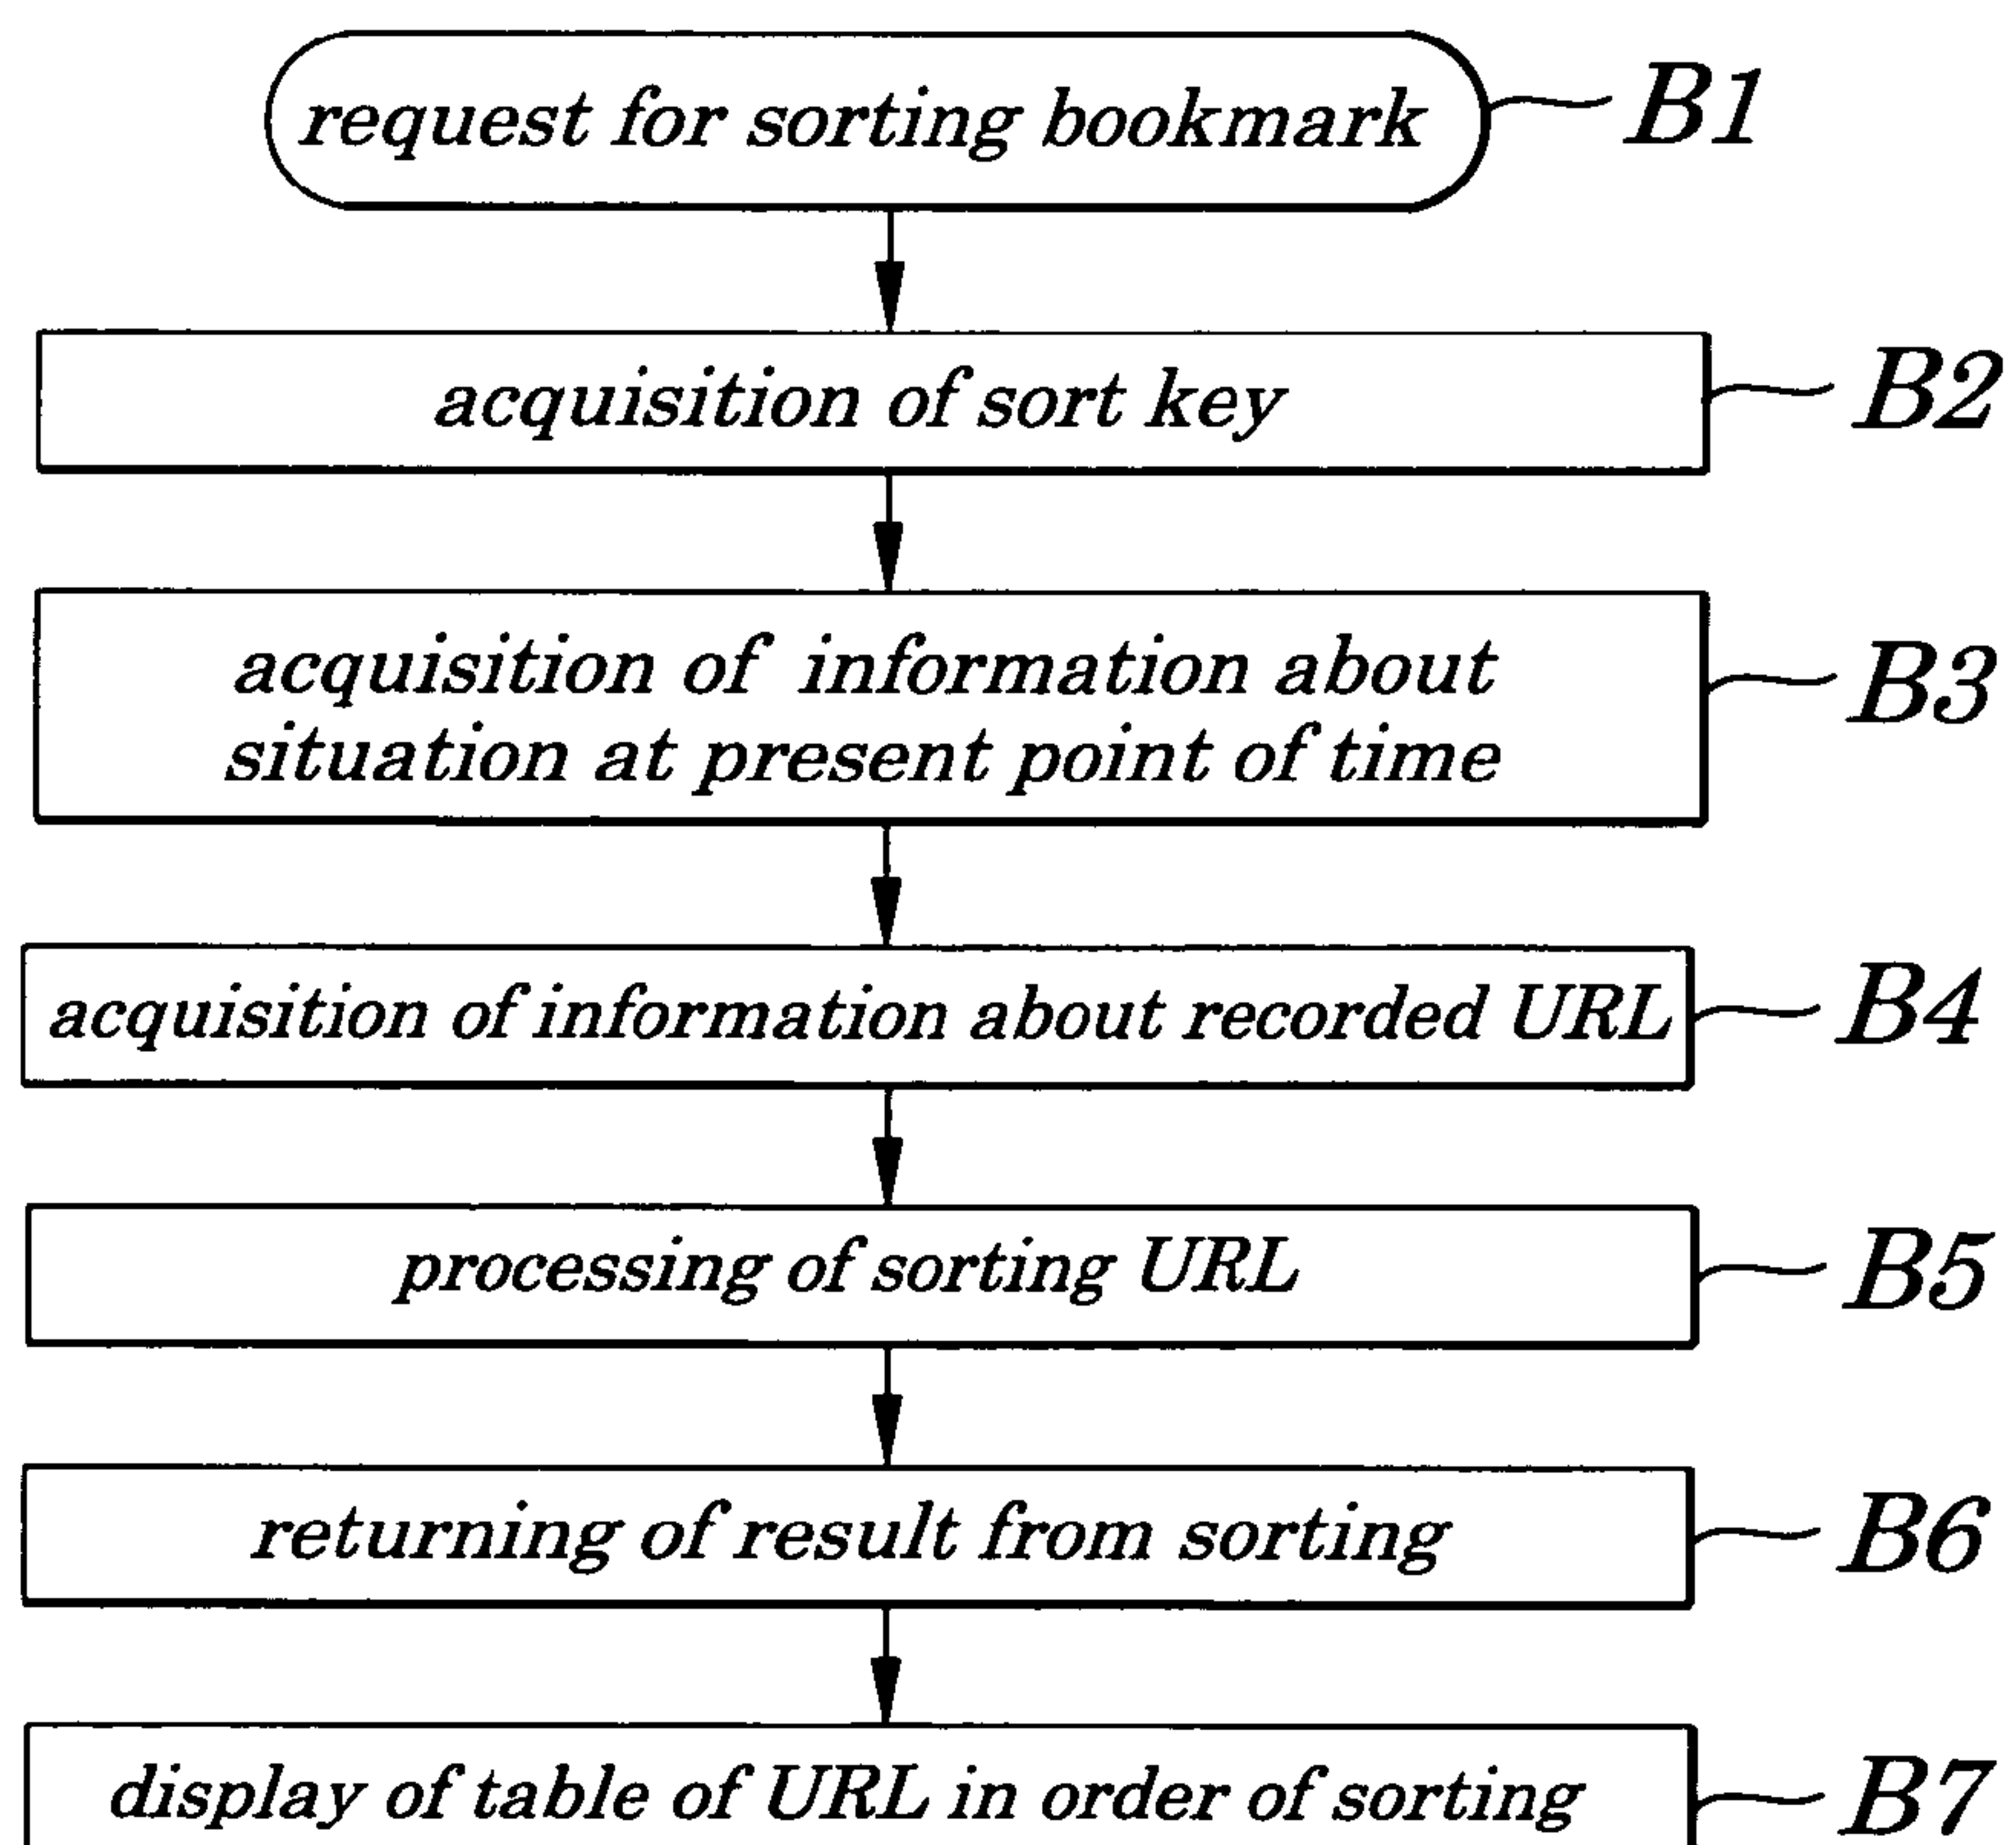 request for sorting bookmark B1
acquisition of sort key B2
acquisition of information about
situation at present point of time B3
acquisition of information about recorded URL B4
processing of sorting URL B5
returning of result from sorting B6
display of table of URL in order of sorting B7